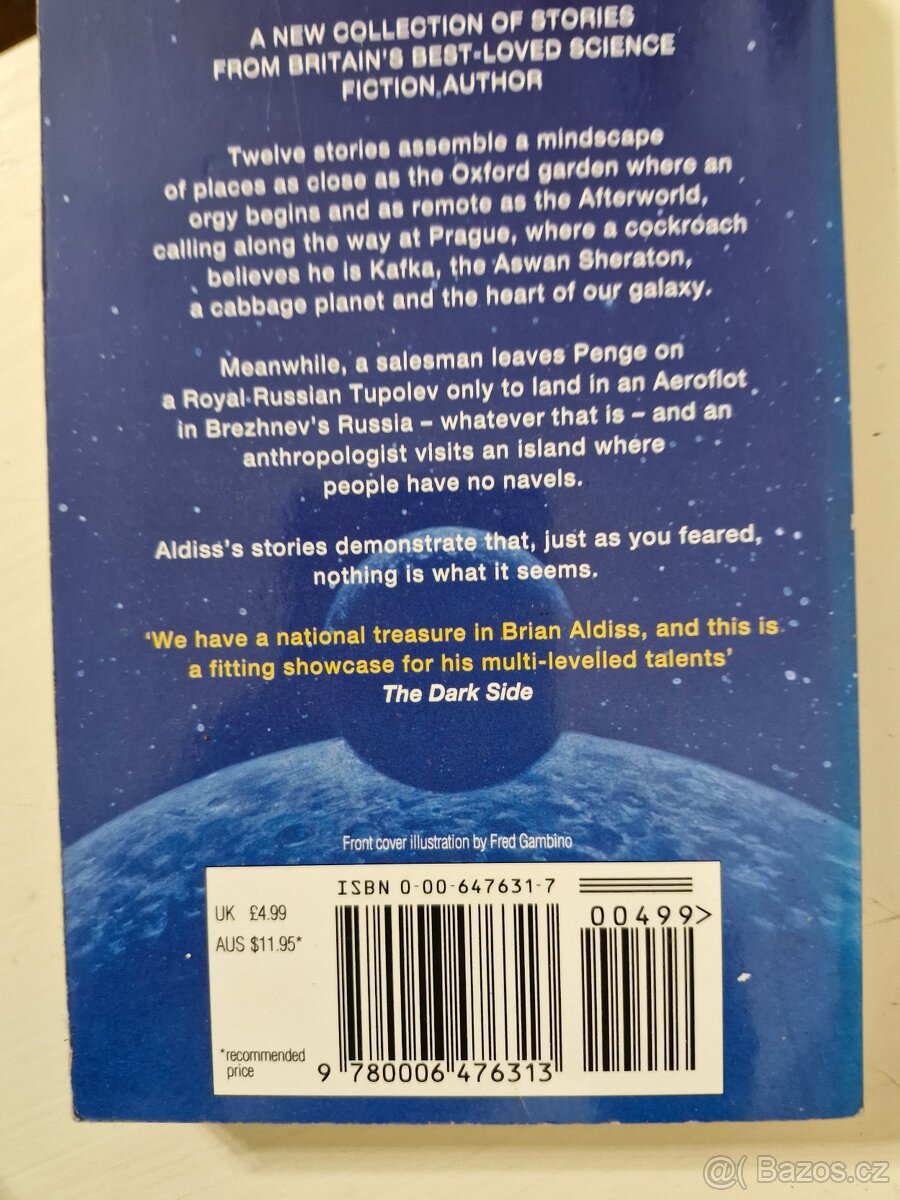 A NEW COLLECTION OF STORIES
FROM BRITAIN'S BEST-LOVED SCIENCE
FICTION AUTHOR
Twelve stories assemble a mindscape
of places as close as the Oxford garden where an
orgy begins and as remote as the Afterworld,
calling along the way at Prague, where a cockroach
believes he is Kafka, the Aswan Sheraton,
a cabbage planet and the heart of our galaxy.
Meanwhile, a salesman leaves Penge on
a Royal Russian Tupolev only to land in an Aeroflot
in Brezhnev's Russia – whatever that is – and an
anthropologist visits an island where
people have no navels.
Aldiss's stories demonstrate that, just as you feared,
nothing is what it seems.
'We have a national treasure in Brian Aldiss, and this is
a fitting showcase for his multi-levelled talents'
The Dark Side
Front cover illustration by Fred Gambino
ISBN 0-00-647631-7
UK £4.99
AUS $11.95*
00499>
*recommended
price
9 780006 476313
@( Bazos.cz